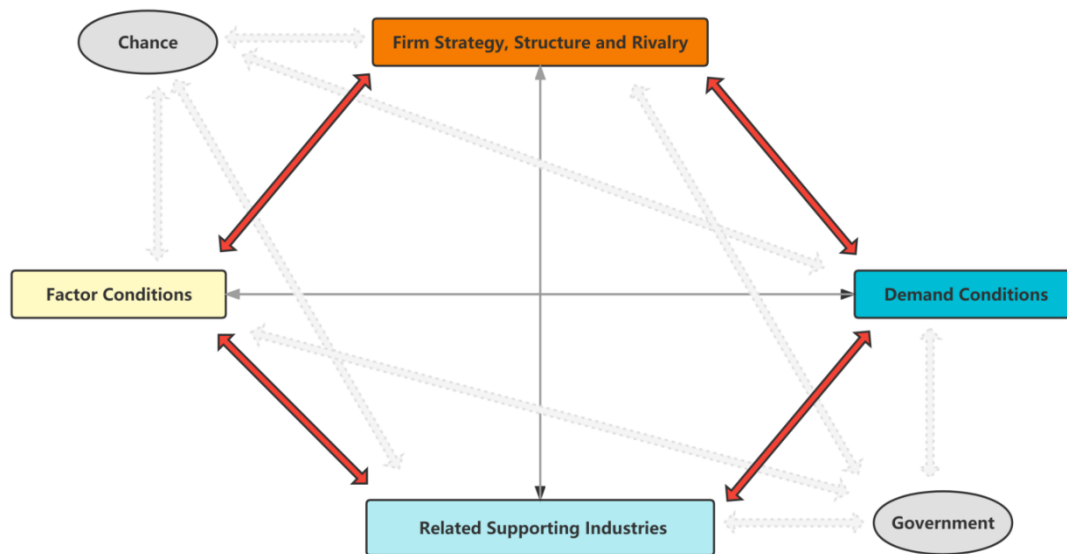 Chance
Firm Strategy, Structure and Rivalry
Factor Conditions
Demand Conditions
Related Supporting Industries
Government